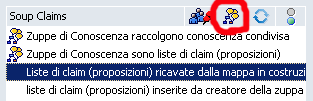 Soup Claims
Zuppe di Conoscenza raccolgono conoscenza condivisa
Zuppe di Conoscenza sono liste di claim (proposizioni)
Liste di claim (proposizioni) ricavate dalla mappa in costruzi
liste di claim (proposizioni) inserite da creatore della zuppa